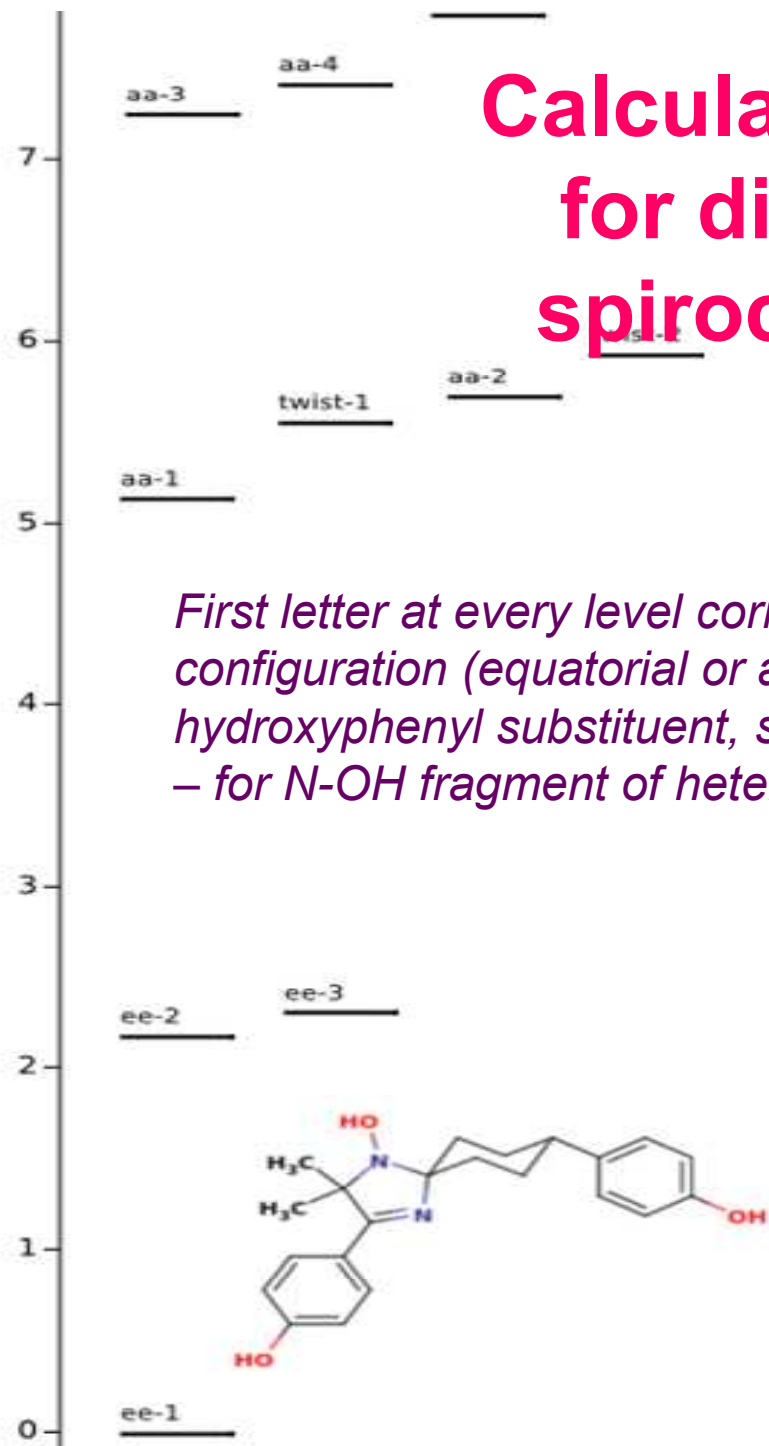 aa-4
aa-3
Calcula
7
for di
spiroc
6
aa-2
twist-1
aa-1
5
First letter at every level corr
configuration (equatorial or a
4
hydroxyphenyl substituent, s
– for N-OH fragment of hete
3
ee-3
ee-2
2
HO
H₃C
N
H₃C
N
OH
1
HO
ee-1
0